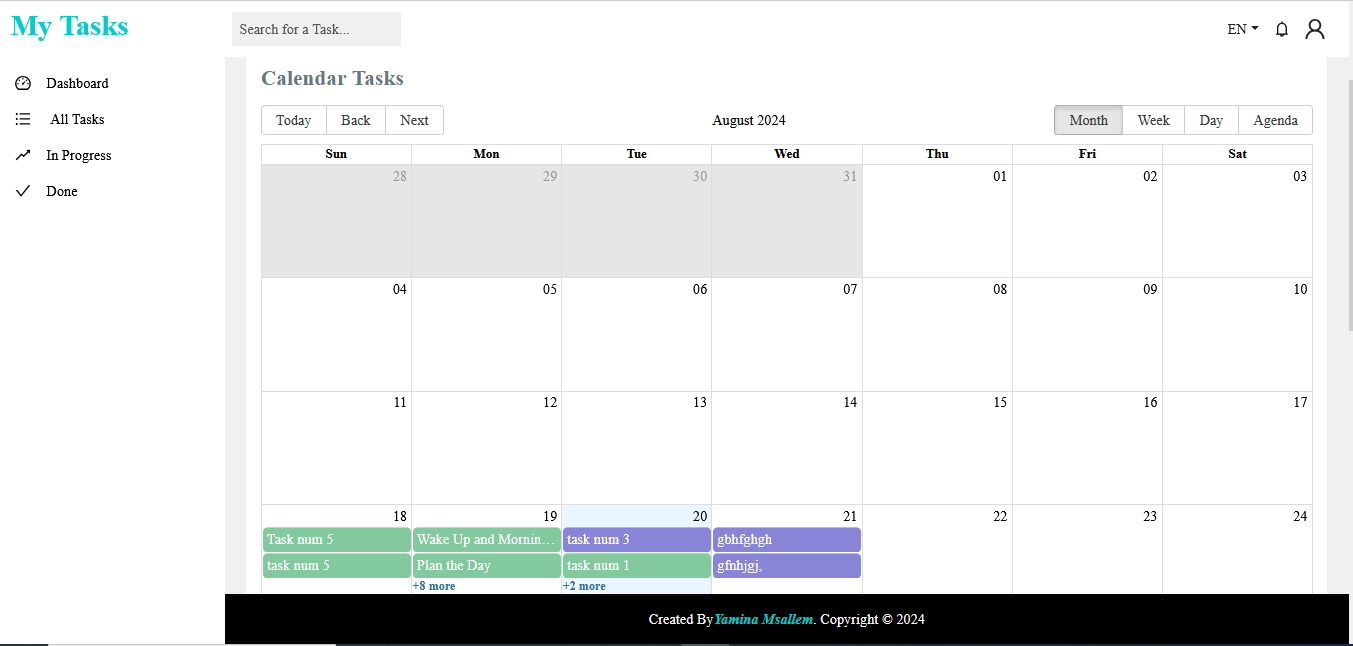 My Tasks
Search for a Task...
EN
Dashboard
All Tasks
In Progress
Done
Calendar Tasks
Today Back Next
August 2024
Month Week Day Agenda
Sun Mon Tue Wed Thu Fri Sat
28 29 30 31 01 02 03
04 05 06 07 08 09 10
11 12 13 14 15 16 17
18 19 20 21 22 23 24
Task num 5 Wake Up and Mornin... task num 3 gbhfghgh
task num 5 Plan the Day task num 1 gfnhjgj,
+8 more +2 more
Created By Yamina Msallem. Copyright © 2024